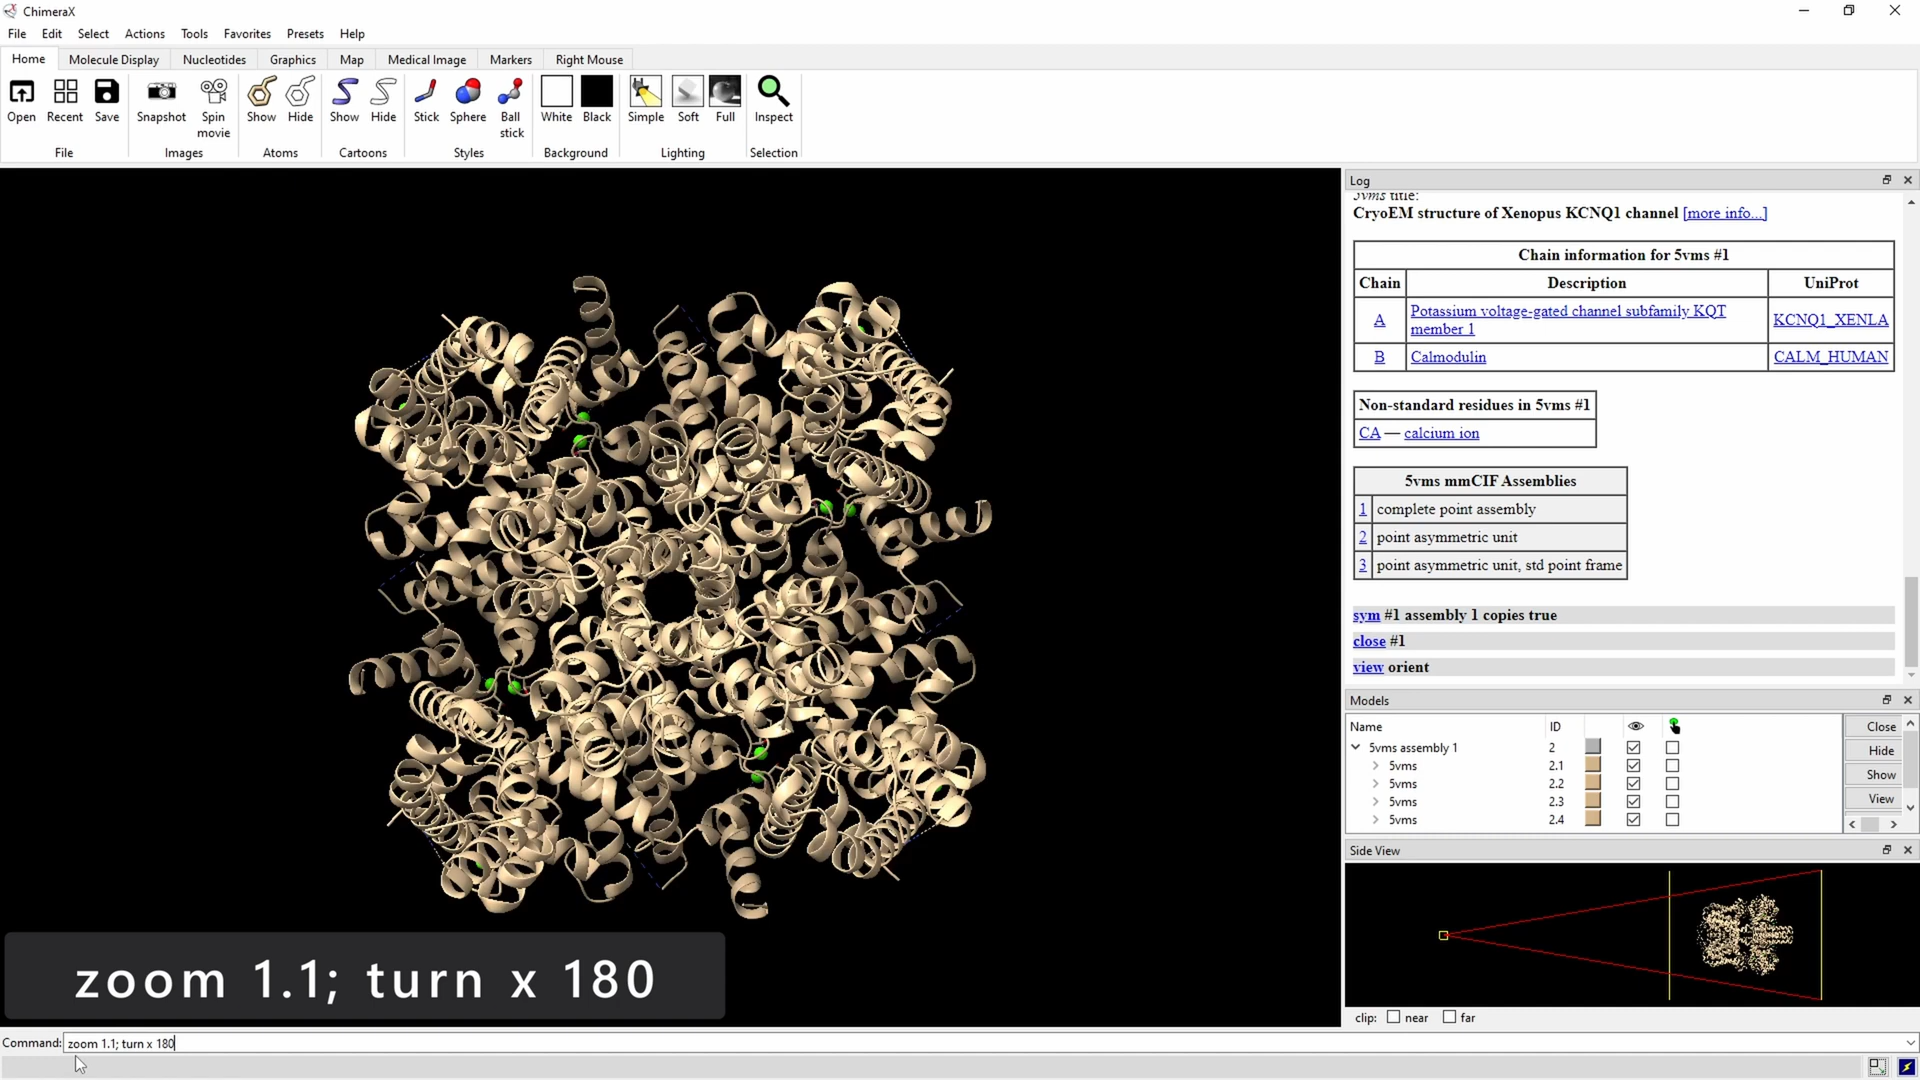 ChimeraX
File Edit Select Actions Tools Favorites Presets Help
Home Molecule Display Nucleotides Graphics Map Medical Image Markers Right Mouse
Open Recent Save Snapshot Spin movie Show Hide Show Hide Stick Sphere Ball stick White Black Simple Soft Full Inspect
File Images Atoms Cartoons Styles Background Lighting Selection
Log
5vms title:
CryoEM structure of Xenopus KCNQ1 channel [more info...]
Chain information for 5vms #1
Chain Description UniProt
A Potassium voltage-gated channel subfamily KQT member 1 KCNQ1_XENLA
B Calmodulin CALM_HUMAN
Non-standard residues in 5vms #1
CA — calcium ion
5vms mmCIF Assemblies
1 complete point assembly
2 point asymmetric unit
3 point asymmetric unit, std point frame
sym #1 assembly 1 copies true
close #1
view orient
Models
Name ID
5vms assembly 1 2
5vms 2.1
5vms 2.2
5vms 2.3
5vms 2.4
Close
Hide
Show
View
Side View
clip: near far
zoom 1.1; turn x 180
Command: zoom 1.1; turn x 180